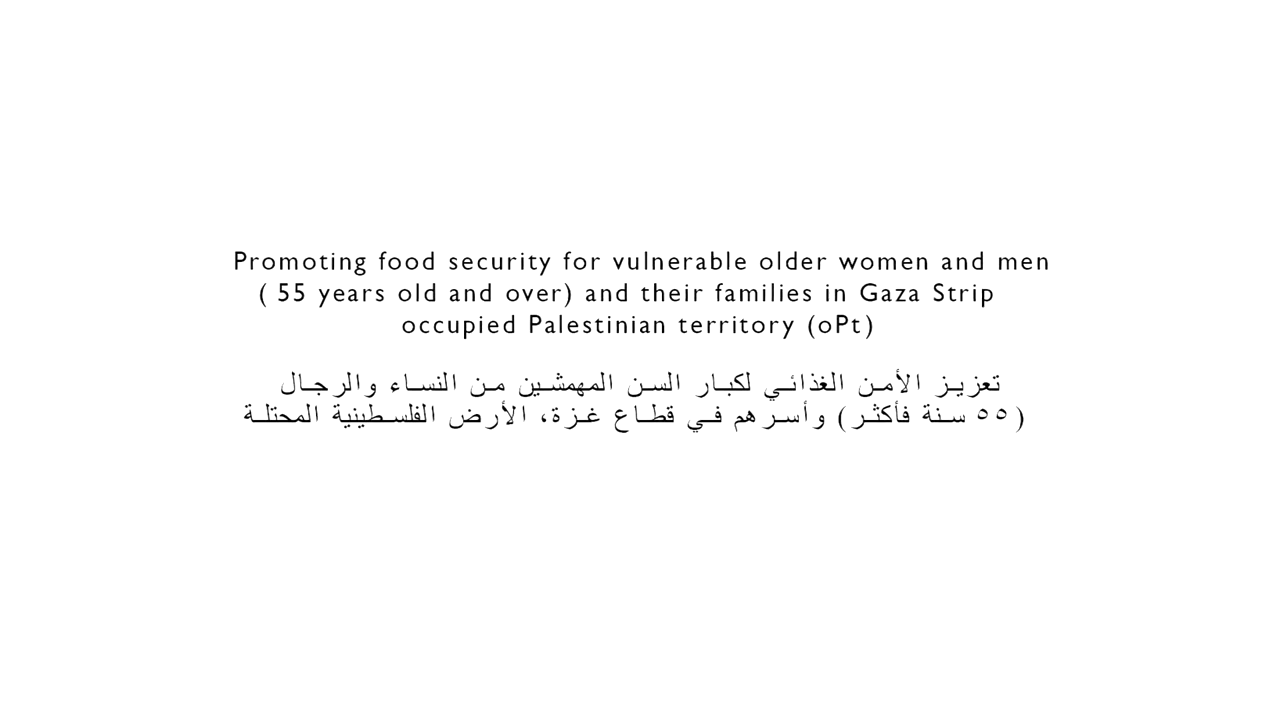 Promoting food security for vulnerable older women and men
( 55 years old and over) and their families in Gaza Strip
occupied Palestinian territory (oPt)
تعزيـز الأمـن الغذائـي لكبـار السـن المهمشـين مـن النسـاء والرجـال
(٥٥ سـنة فأكثـر) وأسـرهم فـي قطـاع غـزة، الأرض الفلسـطينية المحتلـة